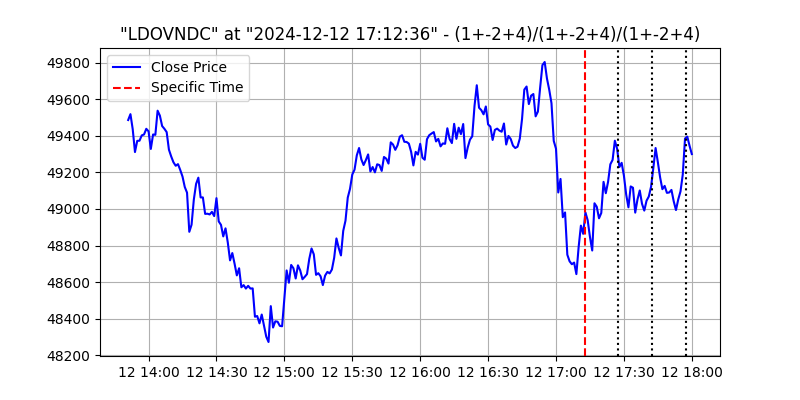 "LDOVNDC" at "2024-12-12 17:12:36" - (1+-2+4)/(1+-2+4)/(1+-2+4)
Close Price
Specific Time
49800
49600
49400
49200
49000
48800
48600
48400
48200
12 14:00 12 14:30 12 15:00 12 15:30 12 16:00 12 16:30 12 17:00 12 17:30 12 18:00